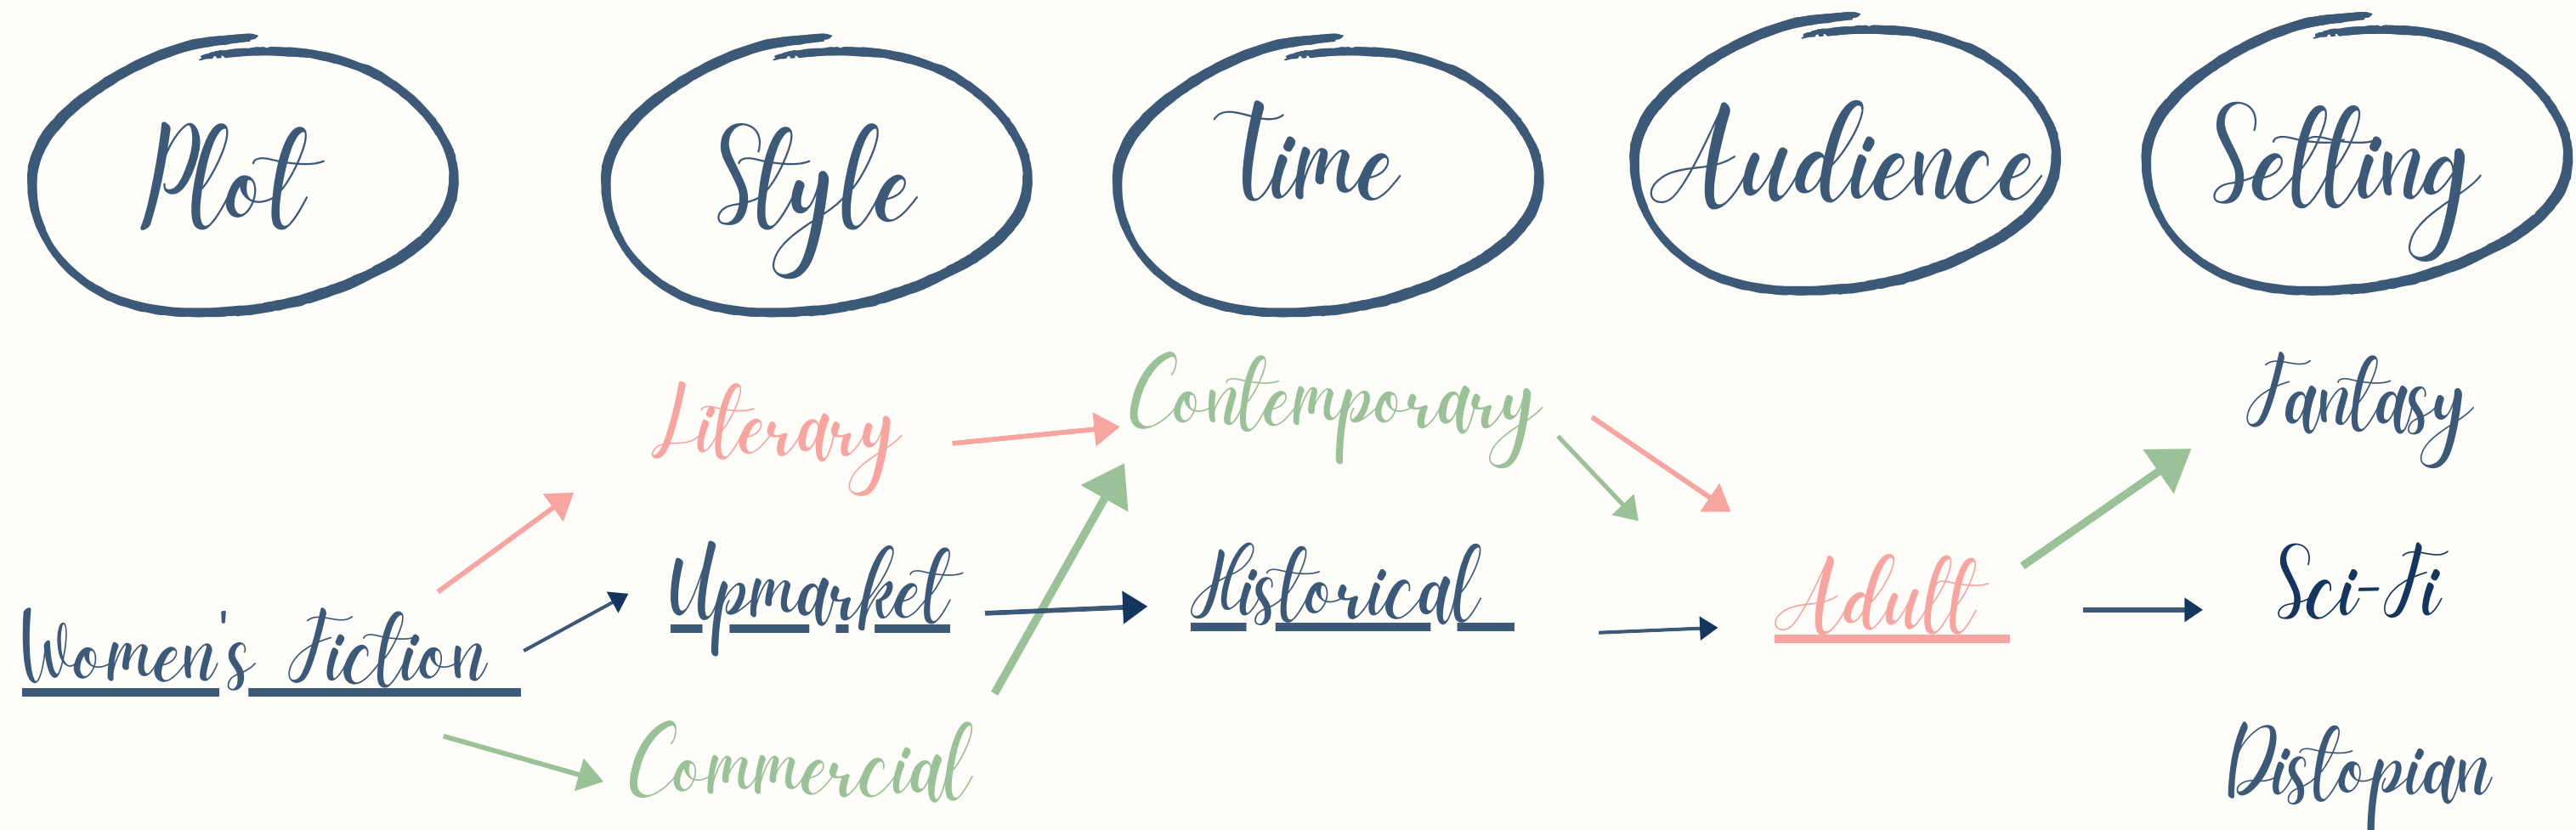 Plot
Style
Time
Audience
Setting
Literary
Contemporary
Fantasy
Women's Fiction
Upmarket
Historical
Adult
Sci-Fi
Commercial
Distopian